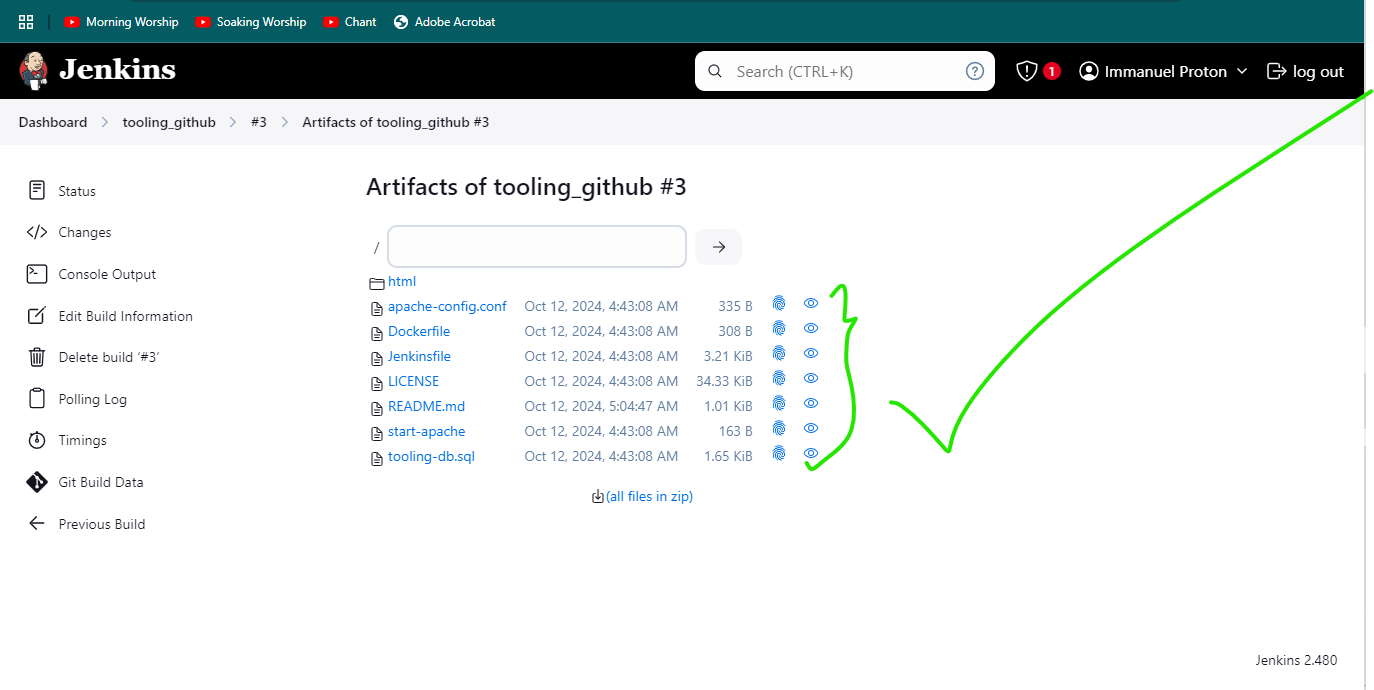 Morning Worship Soaking Worship Chant Adobe Acrobat
Jenkins Search (CTRL+K) ? 1 Immanuel Proton log out
Dashboard > tooling_github > #3 > Artifacts of tooling_github #3
Status
Changes
Console Output
Edit Build Information
Delete build ‘#3’
Polling Log
Timings
Git Build Data
Previous Build
Artifacts of tooling_github #3
/
html
apache-config.conf Oct 12, 2024, 4:43:08 AM 335 B
Dockerfile Oct 12, 2024, 4:43:08 AM 308 B
Jenkinsfile Oct 12, 2024, 4:43:08 AM 3.21 KiB
LICENSE Oct 12, 2024, 4:43:08 AM 34.33 KiB
README.md Oct 12, 2024, 5:04:47 AM 1.01 KiB
start-apache Oct 12, 2024, 4:43:08 AM 163 B
tooling-db.sql Oct 12, 2024, 4:43:08 AM 1.65 KiB
(all files in zip)
Jenkins 2.480